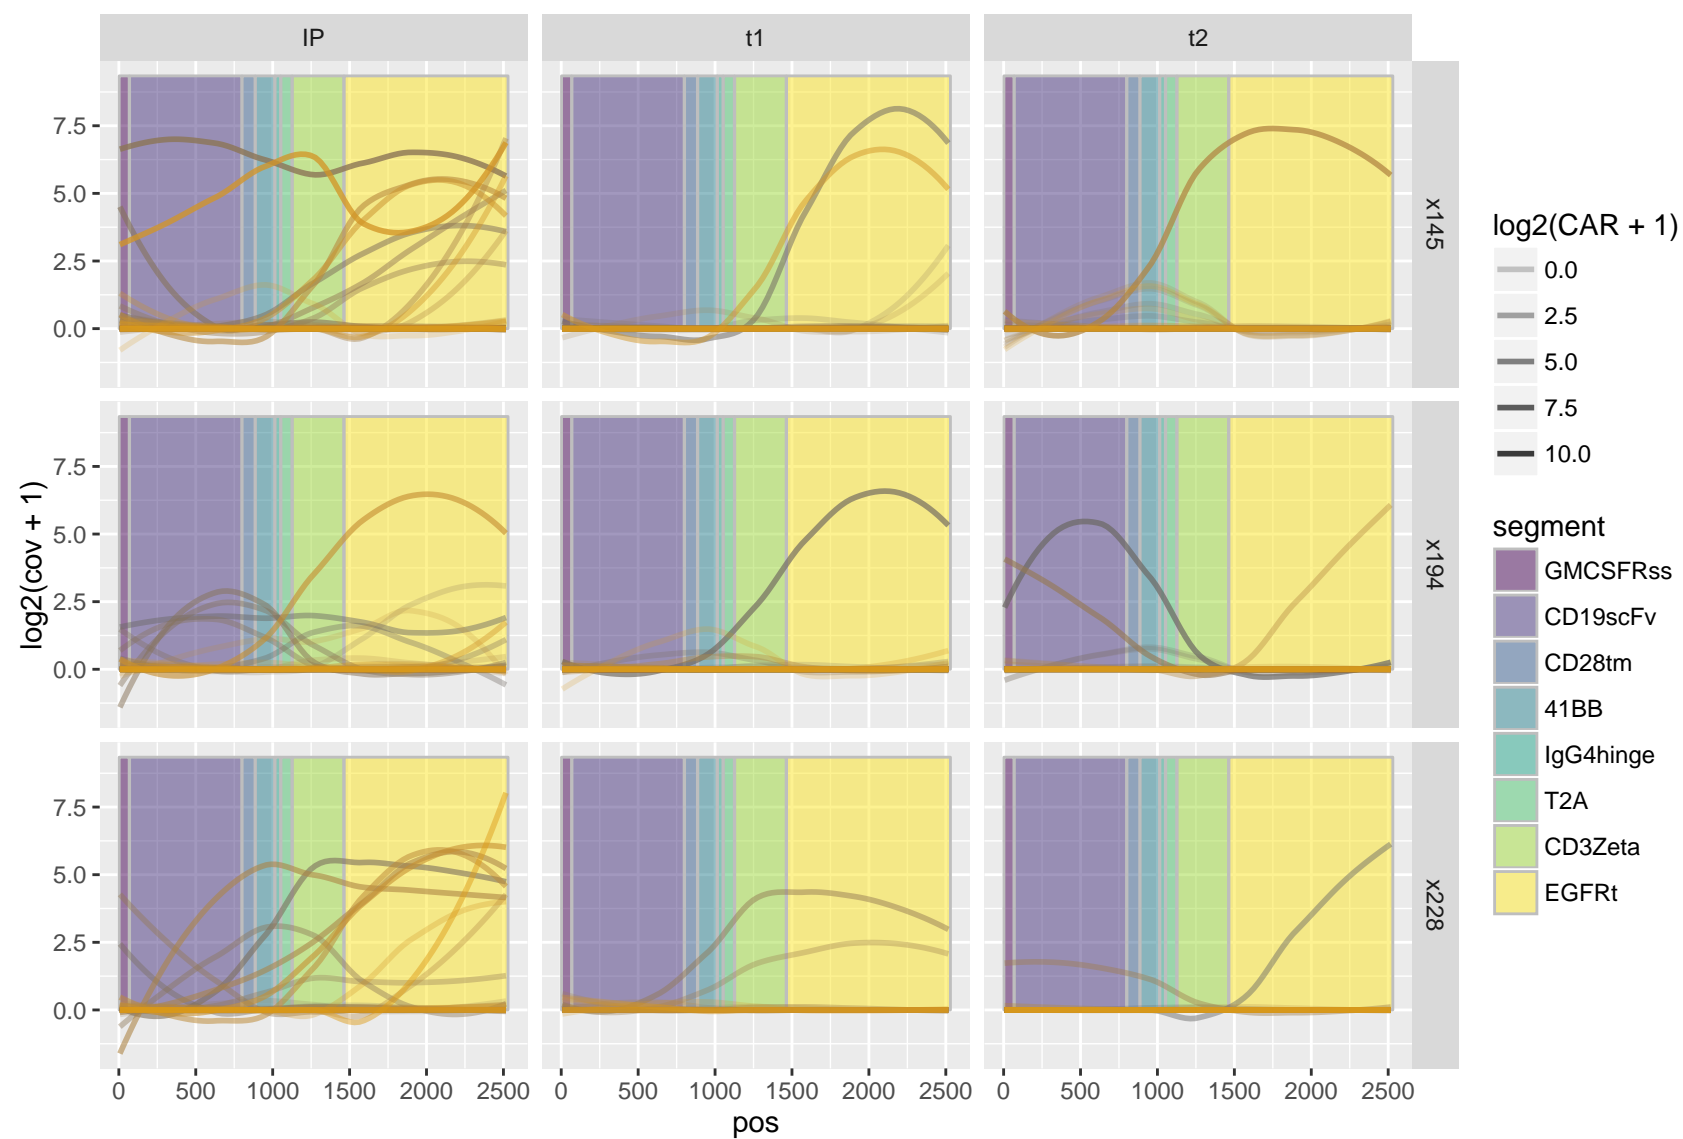 IP
t1
t2
7.5
5.0
2.5
0.0
x145
7.5
5.0
2.5
0.0
x194
7.5
5.0
2.5
0.0
x228
log2(cov + 1)
0 500 1000 1500 2000 2500
0 500 1000 1500 2000 2500
0 500 1000 1500 2000 2500
pos
log2(CAR + 1)
0.0
2.5
5.0
7.5
10.0
segment
GMCSFRss
CD19scFv
CD28tm
41BB
IgG4hinge
T2A
CD3Zeta
EGFRt